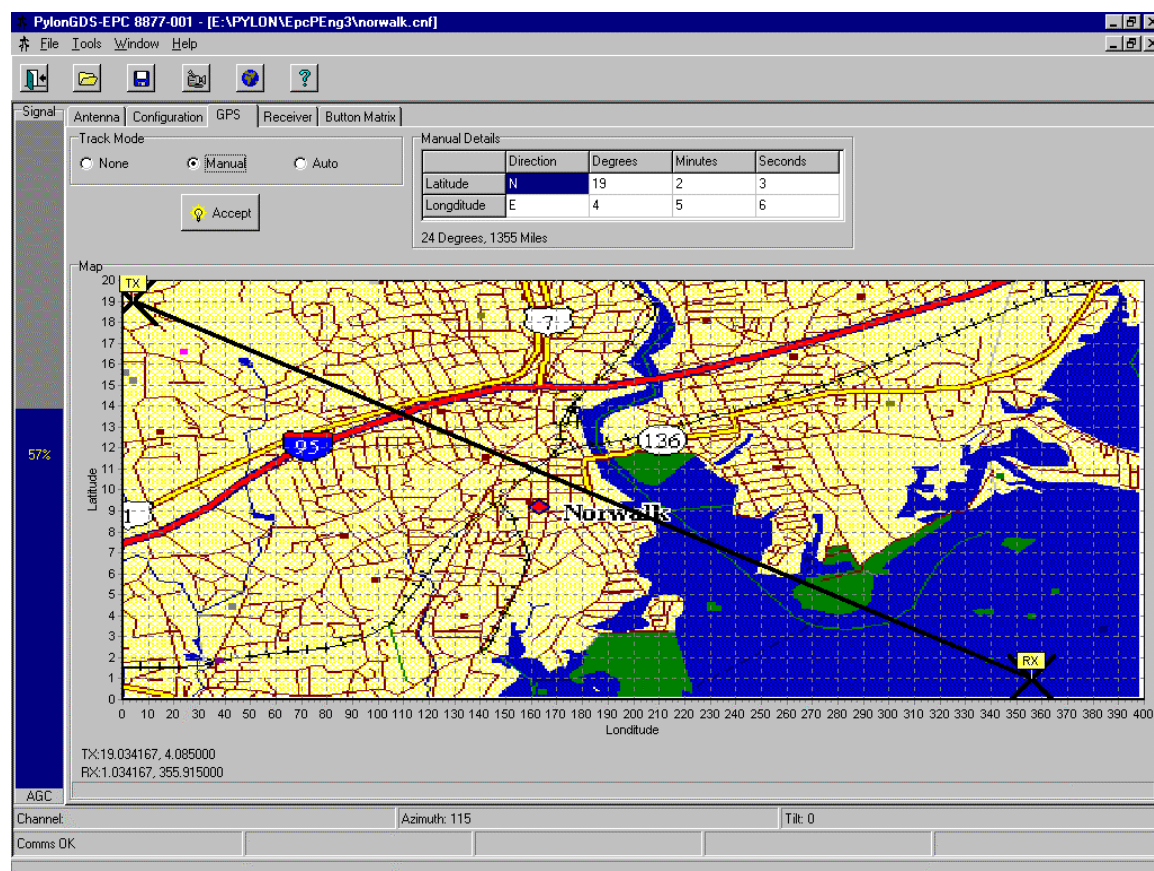 PylonGDS-EPC 8877-001 - [E:\PYLON\EpcPEng3\norwalk.cnf]
File Tools Window Help
Signal
Antenna Configuration GPS Receiver Button Matrix
Track Mode
None Manual Auto
Accept
Manual Details
Direction Degrees Minutes Seconds
Latitude N 19 2 3
Longditude E 4 5 6
24 Degrees, 1355 Miles
Map
TX
7
95
136
1
Norwalk
RX
57%
AGC
Latitude
20
19
18
17
16
15
14
13
12
11
10
9
8
7
6
5
4
3
2
1
0
0 10 20 30 40 50 60 70 80 90 100 110 120 130 140 150 160 170 180 190 200 210 220 230 240 250 260 270 280 290 300 310 320 330 340 350 360 370 380 390 400
Londitude
TX:19.034167, 4.085000
RX:1.034167, 355.915000
Channel: Azimuth: 115 Tilt: 0
Comms OK